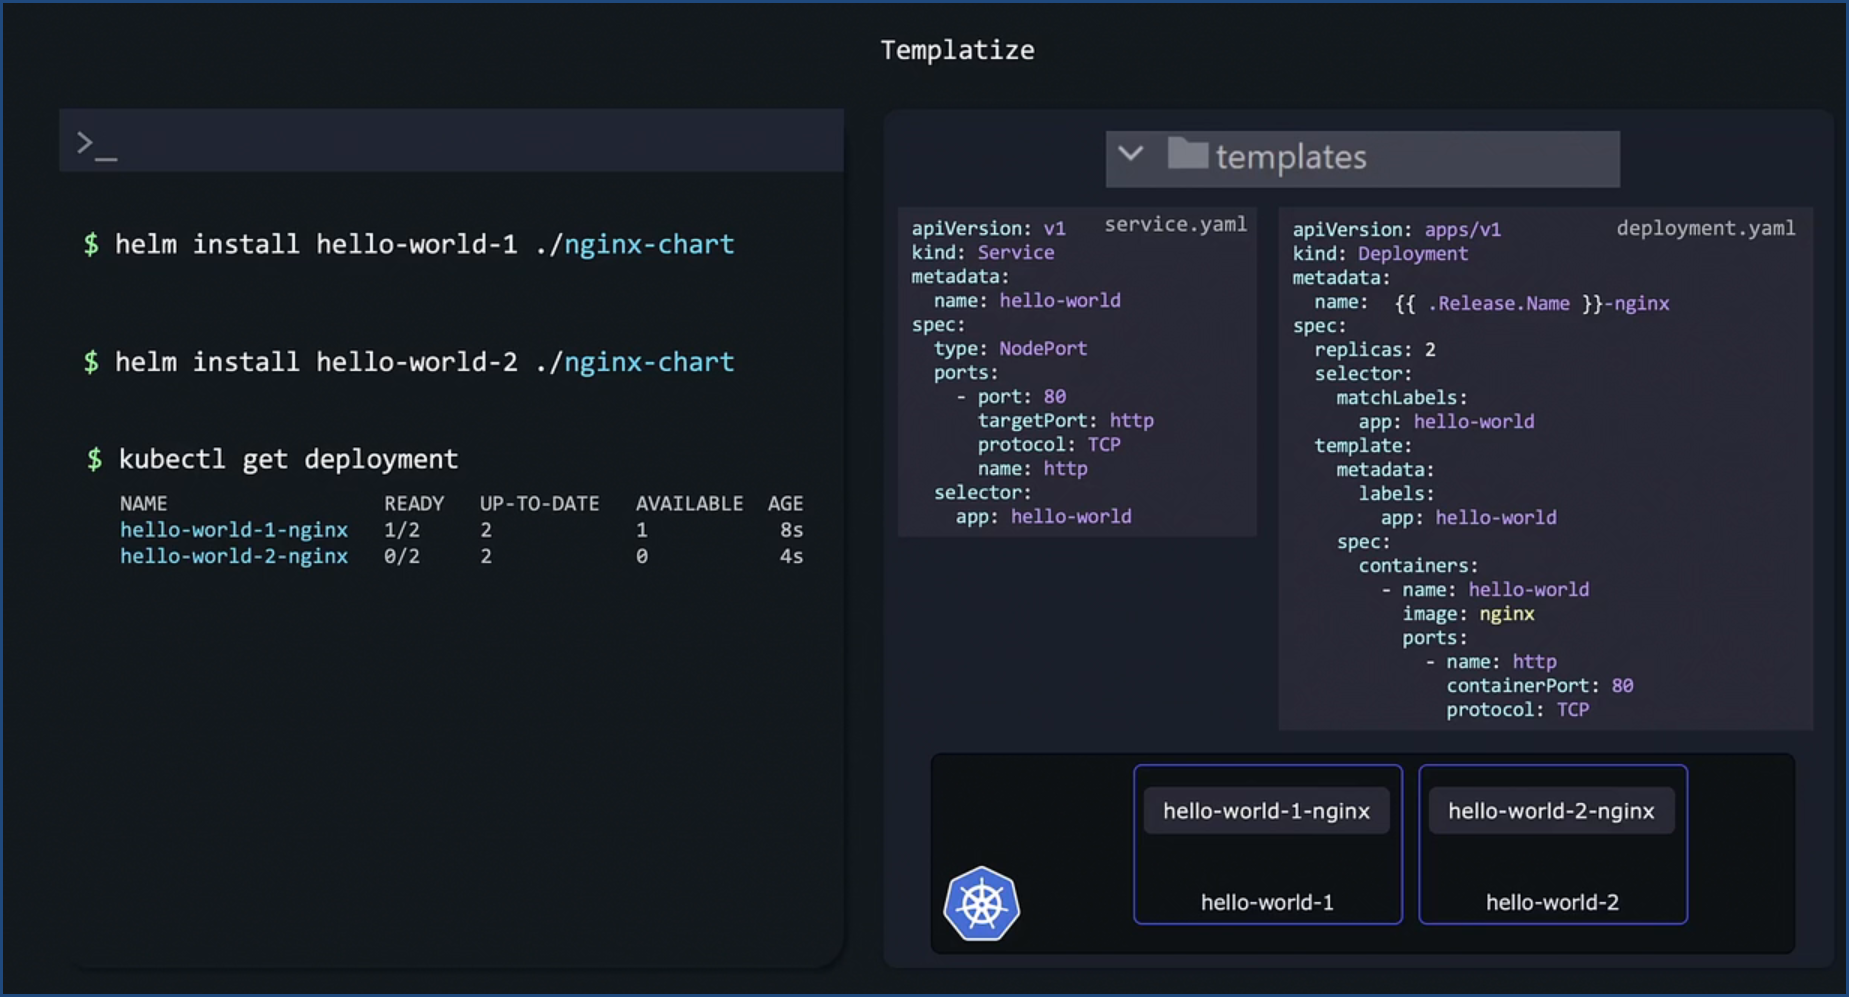 Templatize
>_
$ helm install hello-world-1 ./nginx-chart
$ helm install hello-world-2 ./nginx-chart
$ kubectl get deployment
NAME READY UP-TO-DATE AVAILABLE AGE
hello-world-1-nginx 1/2 2 1 8s
hello-world-2-nginx 0/2 2 0 4s
templates
service.yaml
apiVersion: v1
kind: Service
metadata:
  name: hello-world
spec:
  type: NodePort
  ports:
    - port: 80
      targetPort: http
      protocol: TCP
      name: http
  selector:
    app: hello-world
deployment.yaml
apiVersion: apps/v1
kind: Deployment
metadata:
  name: {{ .Release.Name }}-nginx
spec:
  replicas: 2
  selector:
    matchLabels:
      app: hello-world
  template:
    metadata:
      labels:
        app: hello-world
    spec:
      containers:
        - name: hello-world
          image: nginx
          ports:
            - name: http
              containerPort: 80
              protocol: TCP
hello-world-1-nginx
hello-world-1
hello-world-2-nginx
hello-world-2